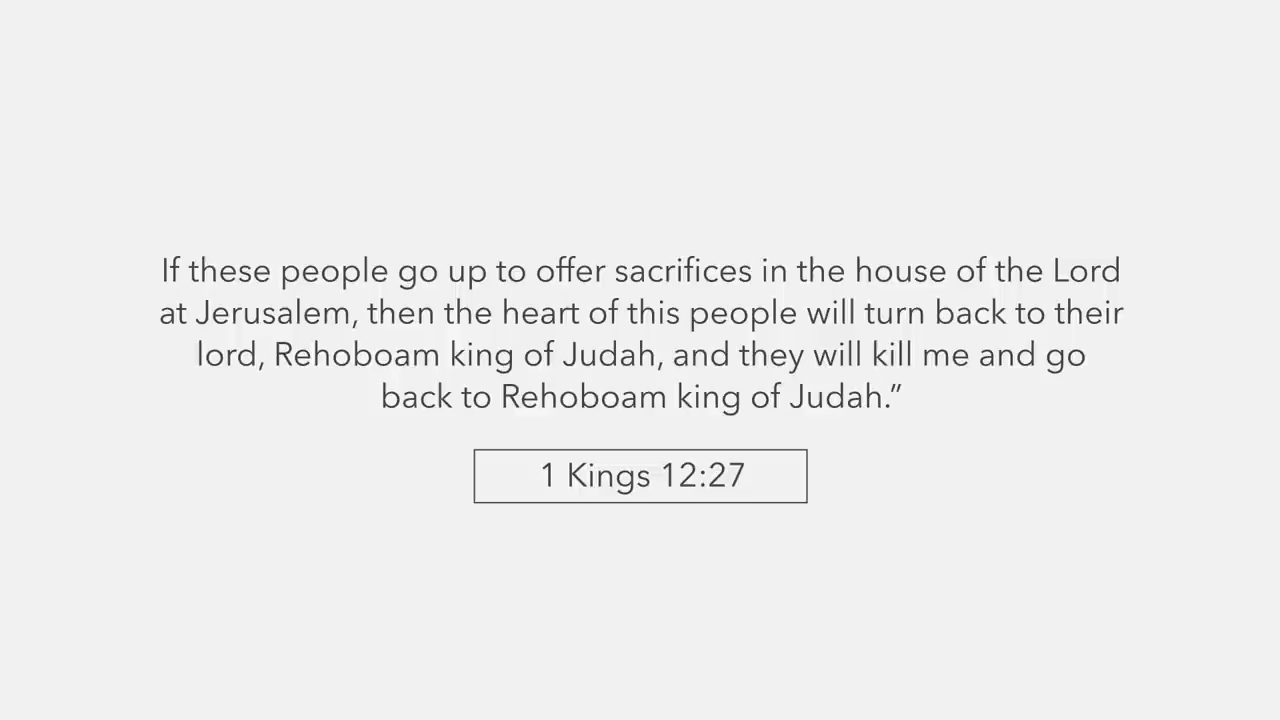 If these people go up to offer sacrifices in the house of the Lord
at Jerusalem, then the heart of this people will turn back to their
lord, Rehoboam king of Judah, and they will kill me and go
back to Rehoboam king of Judah.”
1 Kings 12:27